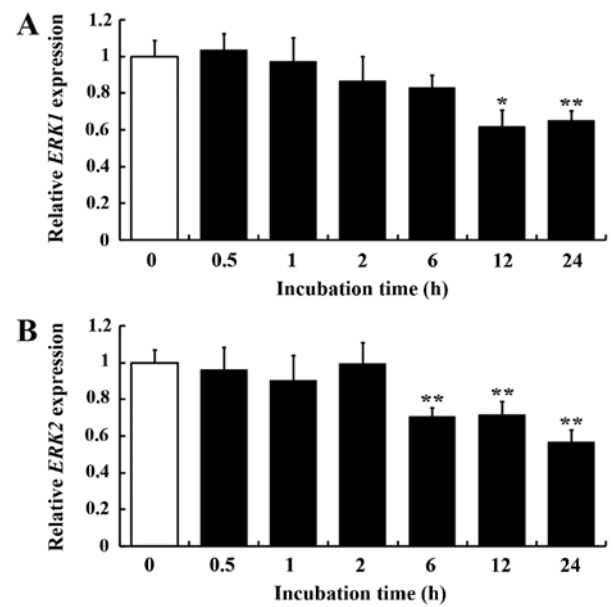 A
Relative ERK1 expression
1.2
1
0.8
0.6
0.4
0.2
0
* **
0 0.5 1 2 6 12 24
Incubation time (h)
B
Relative ERK2 expression
1.2
1
0.8
0.6
0.4
0.2
0
** ** **
0 0.5 1 2 6 12 24
Incubation time (h)